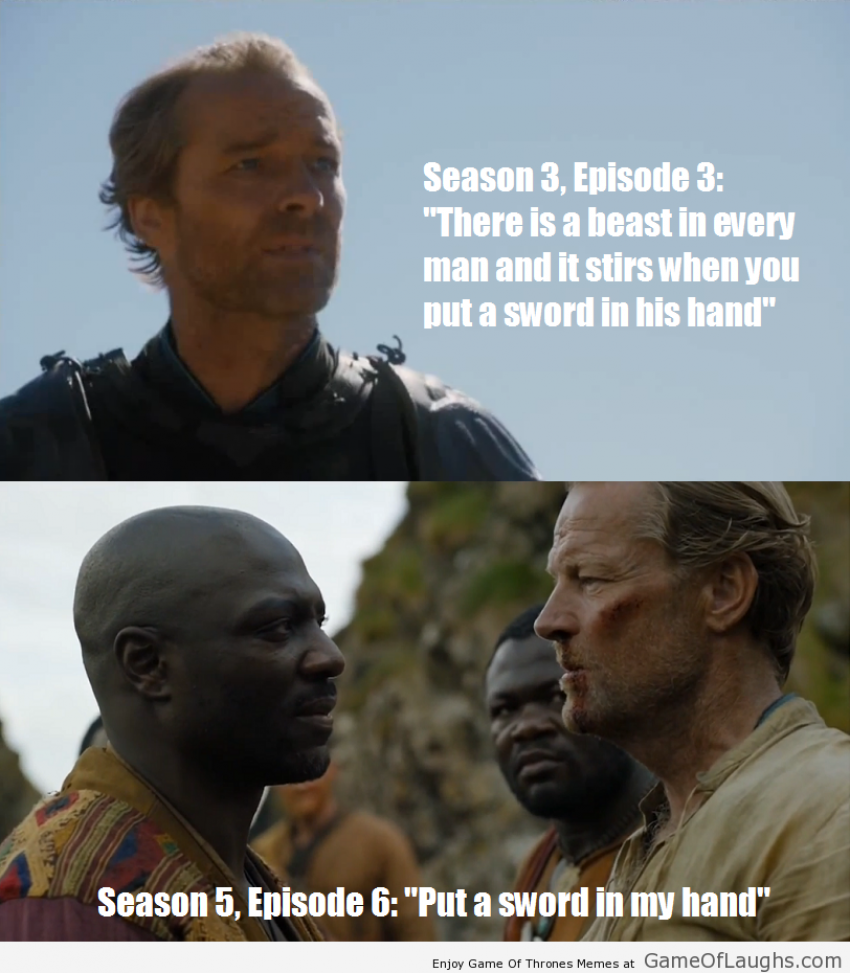 Season 3, Episode 3:
"There is a beast in every
man and it stirs when you
put a sword in his hand"
Season 5, Episode 6: "Put a sword in my hand"
Enjoy Game Of Thrones Memes at GameOfLaughs.com